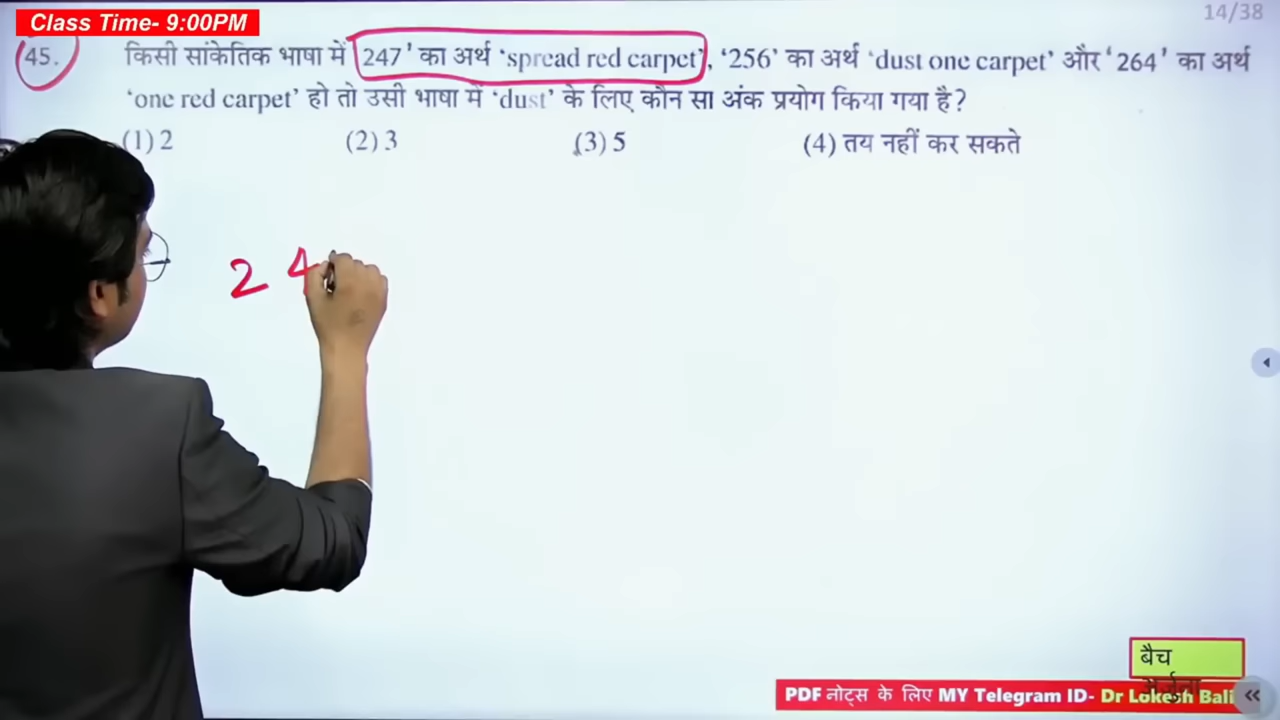 Class Time- 9:00PM
14/38
45. किसी सांकेतिक भाषा में 247' का अर्थ 'spread red carpet', '256' का अर्थ 'dust one carpet' और '264' का अर्थ
'one red carpet' हो तो उसी भाषा में 'dust' के लिए कौन सा अंक प्रयोग किया गया है?
(1) 2 (2) 3 (3) 5 (4) तय नहीं कर सकते
2 4
बैच
PDF नोट्स के लिए MY Telegram ID- Dr Lokesh Bali